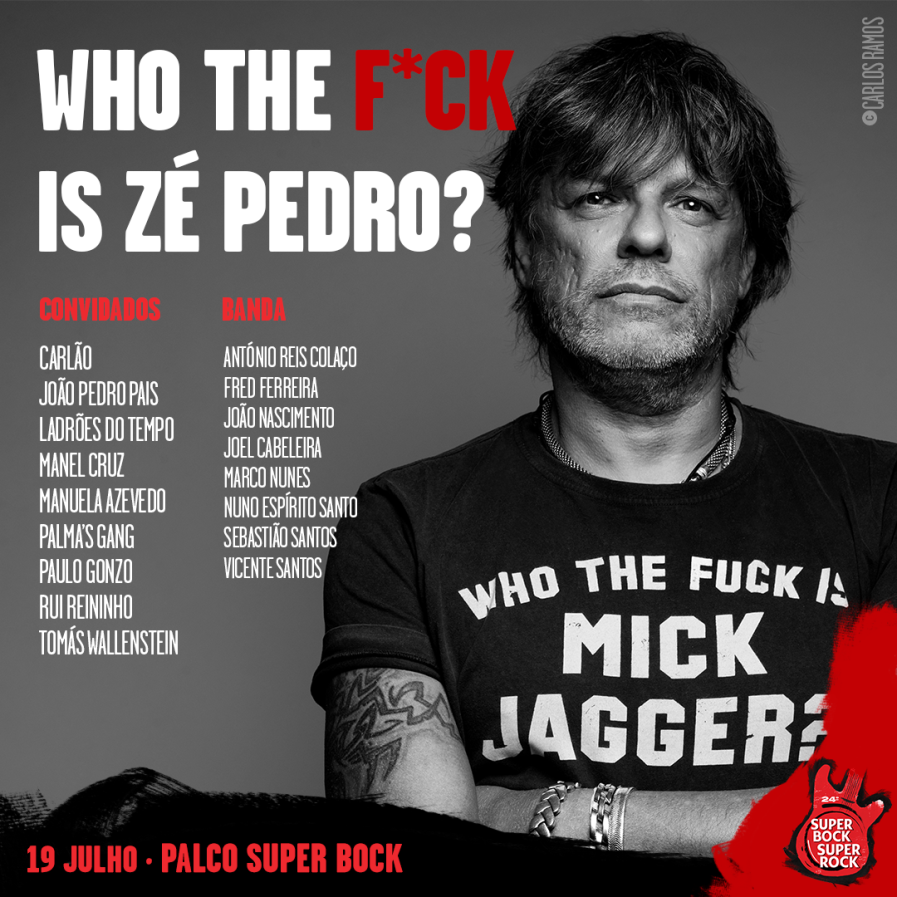 WHO THE F*CK
IS ZÉ PEDRO?
© CARLOS RAMOS
CONVIDADOS
CARLÃO
JOÃO PEDRO PAIS
LADRÕES DO TEMPO
MANEL CRUZ
MANUELA AZEVEDO
PALMA'S GANG
PAULO GONZO
RUI REININHO
TOMÁS WALLENSTEIN
BANDA
ANTÓNIO REIS COLAÇO
FRED FERREIRA
JOÃO NASCIMENTO
JOEL CABELEIRA
MARCO NUNES
NUNO ESPÍRITO SANTO
SEBASTIÃO SANTOS
VICENTE SANTOS
WHO THE FUCK IS
MICK
JAGGER?
19 JULHO · PALCO SUPER BOCK
24º
SUPER
BOCK
SUPER
ROCK